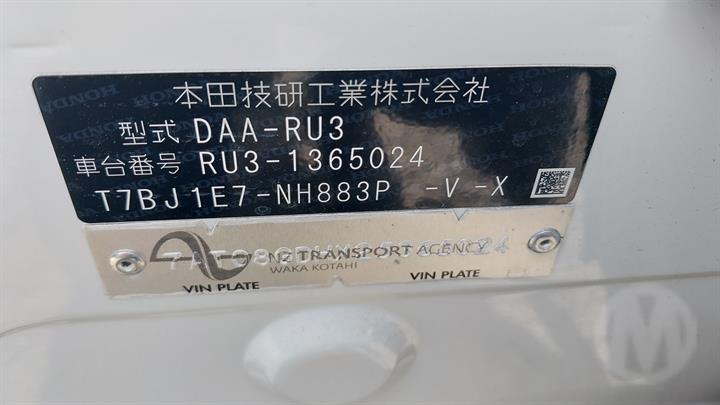 本田技研工業株式会社
型式 DAA-RU3
車台番号 RU3-1365024
T7BJ1E7-NH883P -V -X
NZ TRANSPORT AGENCY
WAKA KOTAHI
VIN PLATE VIN PLATE
HONDA
M